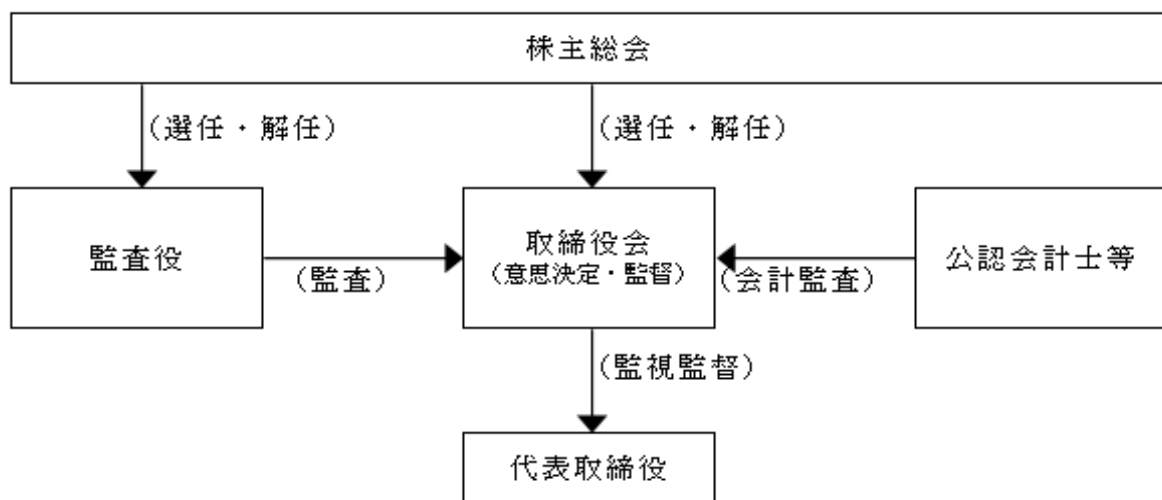 株主総会
(選任・解任)
(選任・解任)
監査役
(監査)
取締役会
(意思決定・監督)
(会計監査)
公認会計士等
(監視監督)
代表取締役